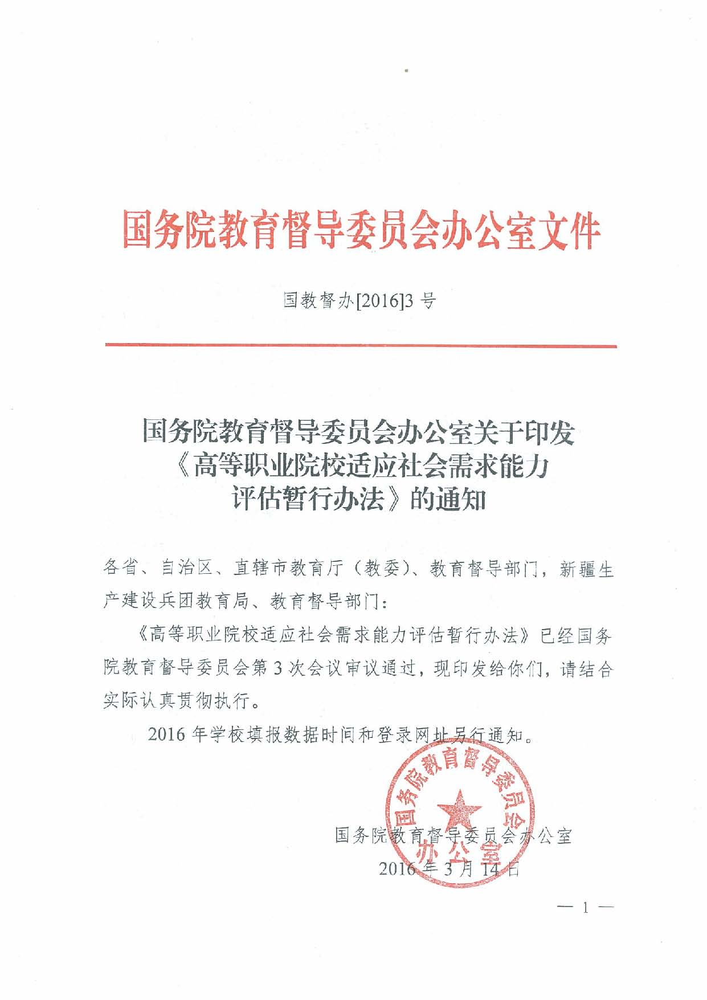 国务院教育督导委员会办公室文件
国教督办[2016]3 号
国务院教育督导委员会办公室关于印发
《高等职业院校适应社会需求能力
评估暂行办法》的通知
各省、自治区、直辖市教育厅（教委）、教育督导部门，新疆生
产建设兵团教育局、教育督导部门：
《高等职业院校适应社会需求能力评估暂行办法》已经国务
院教育督导委员会第 3 次会议审议通过，现印发给你们，请结合
实际认真贯彻执行。
2016 年学校填报数据时间和登录网址另行通知。
国务院教育督导委员会
办公室
国务院教育督导委员会办公室
2016 年 3 月 14 日
— 1 —